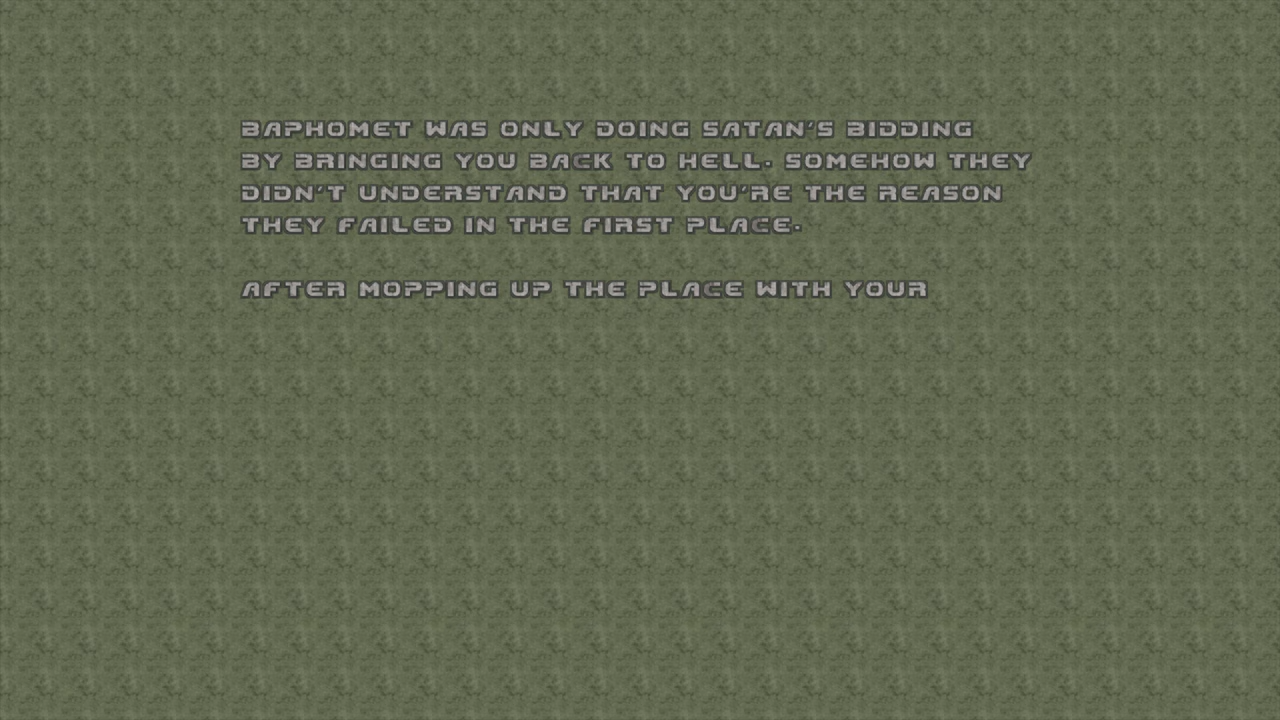 BAPHOMET WAS ONLY DOING SATAN'S BIDDING
BY BRINGING YOU BACK TO HELL. SOMEHOW THEY
DIDN'T UNDERSTAND THAT YOU'RE THE REASON
THEY FAILED IN THE FIRST PLACE.
AFTER MOPPING UP THE PLACE WITH YOUR